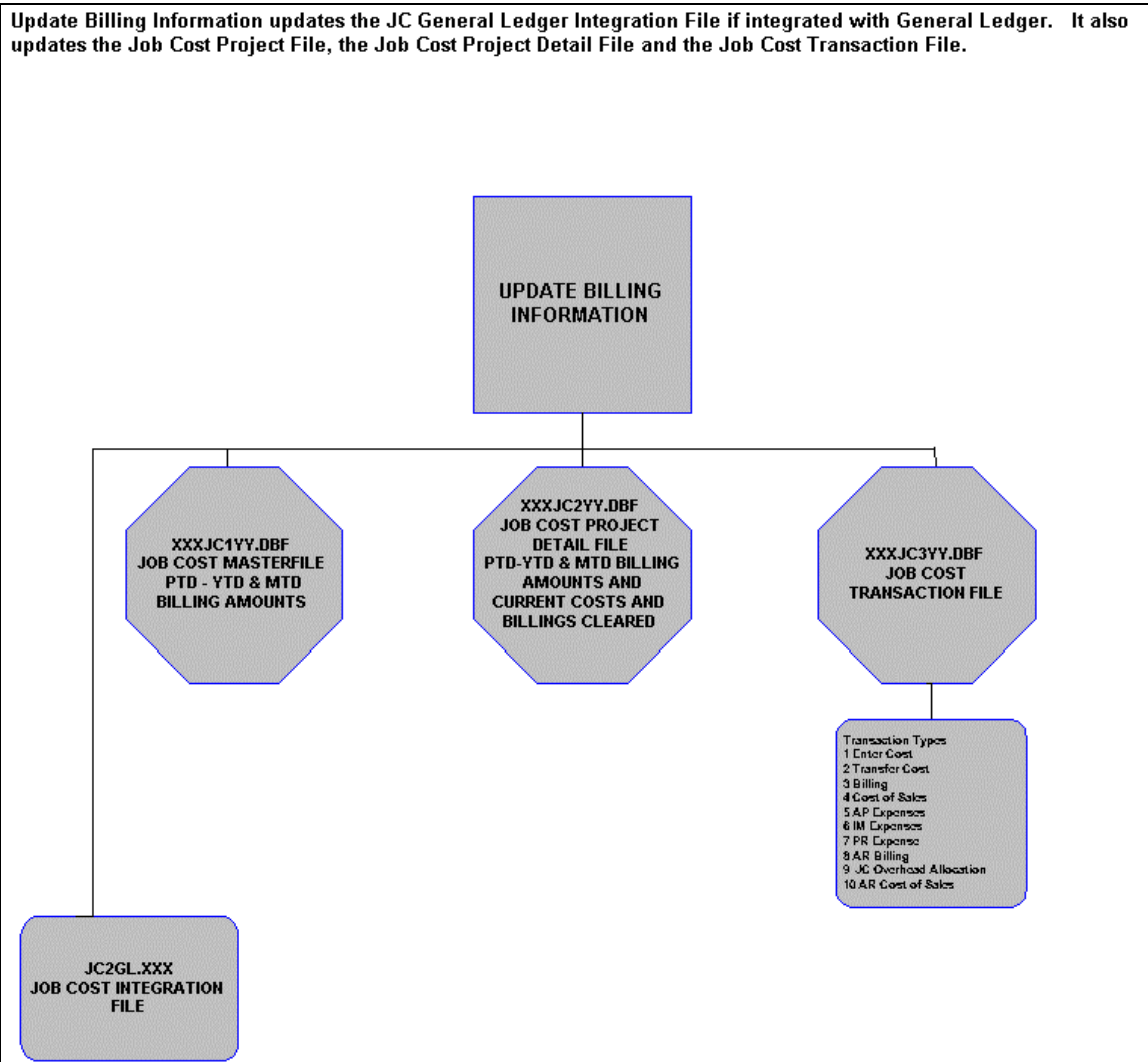 Update Billing Information updates the JC General Ledger Integration File if integrated with General Ledger.   It also
updates the Job Cost Project File, the Job Cost Project Detail File and the Job Cost Transaction File.
UPDATE BILLING
INFORMATION
XXXJC1YY.DBF
JOB COST MASTERFILE
PTD - YTD & MTD
BILLING AMOUNTS
XXXJC2YY.DBF
JOB COST PROJECT
DETAIL FILE
PTD-YTD & MTD BILLING
AMOUNTS AND
CURRENT COSTS AND
BILLINGS CLEARED
XXXJC3YY.DBF
JOB COST
TRANSACTION FILE
Transaction Types
1 Enter Cost
2 Transfer Cost
3 Billing
4 Cost of Sales
5 AP Expenses
6 IM Expenses
7 PR Expense
8 AR Billing
9 JC Overhead Allocation
10 AR Cost of Sales
JC2GL.XXX
JOB COST INTEGRATION
FILE